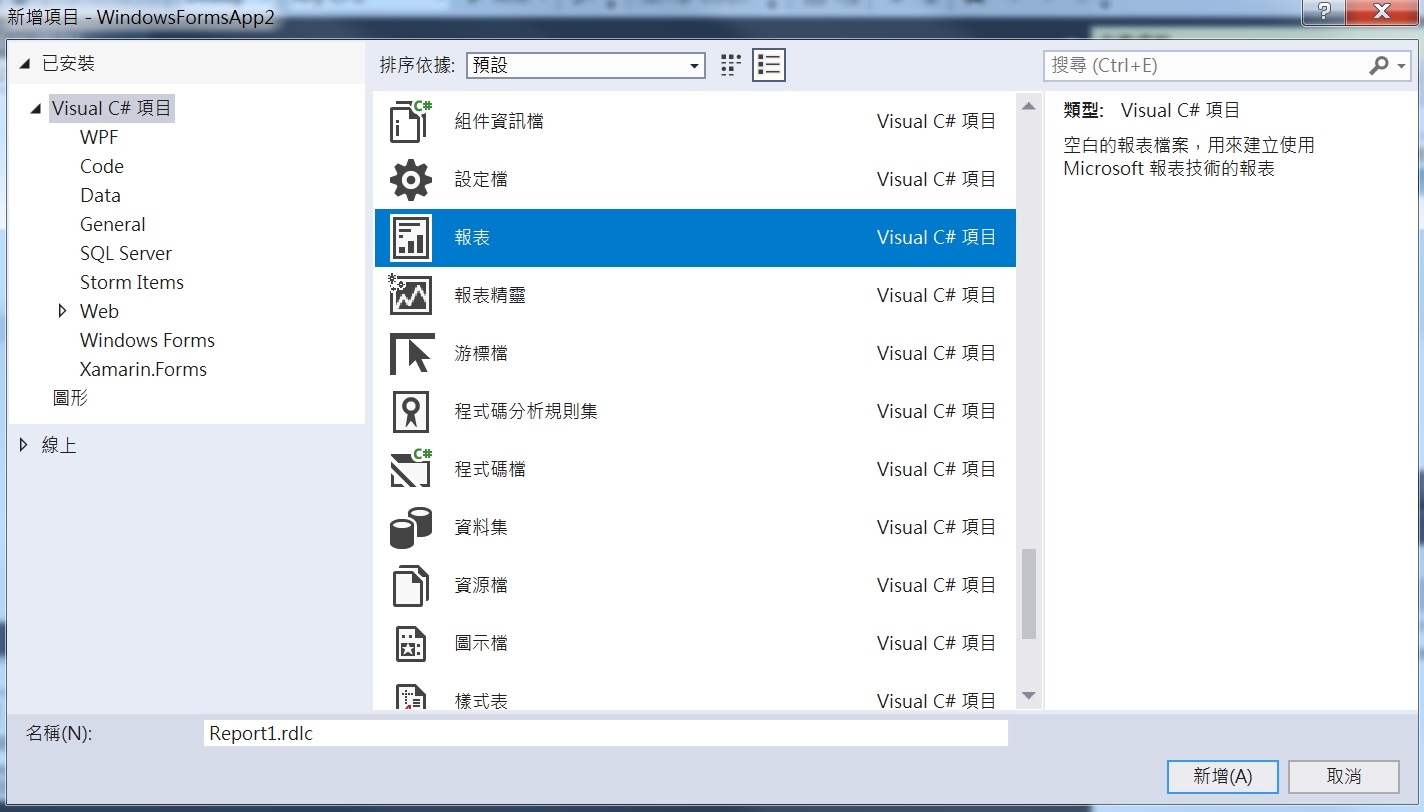 新增項目 - WindowsFormsApp2
已安裝
排序依據: 預設
搜尋 (Ctrl+E)
Visual C# 項目
WPF
Code
Data
General
SQL Server
Storm Items
Web
Windows Forms
Xamarin.Forms
圖形
線上
組件資訊檔 Visual C# 項目
設定檔 Visual C# 項目
報表 Visual C# 項目
報表精靈 Visual C# 項目
游標檔 Visual C# 項目
程式碼分析規則集 Visual C# 項目
程式碼檔 Visual C# 項目
資料集 Visual C# 項目
資源檔 Visual C# 項目
圖示檔 Visual C# 項目
樣式表 Visual C# 項目
類型: Visual C# 項目
空白的報表檔案，用來建立使用
Microsoft 報表技術的報表
名稱(N): Report1.rdlc
新增(A) 取消